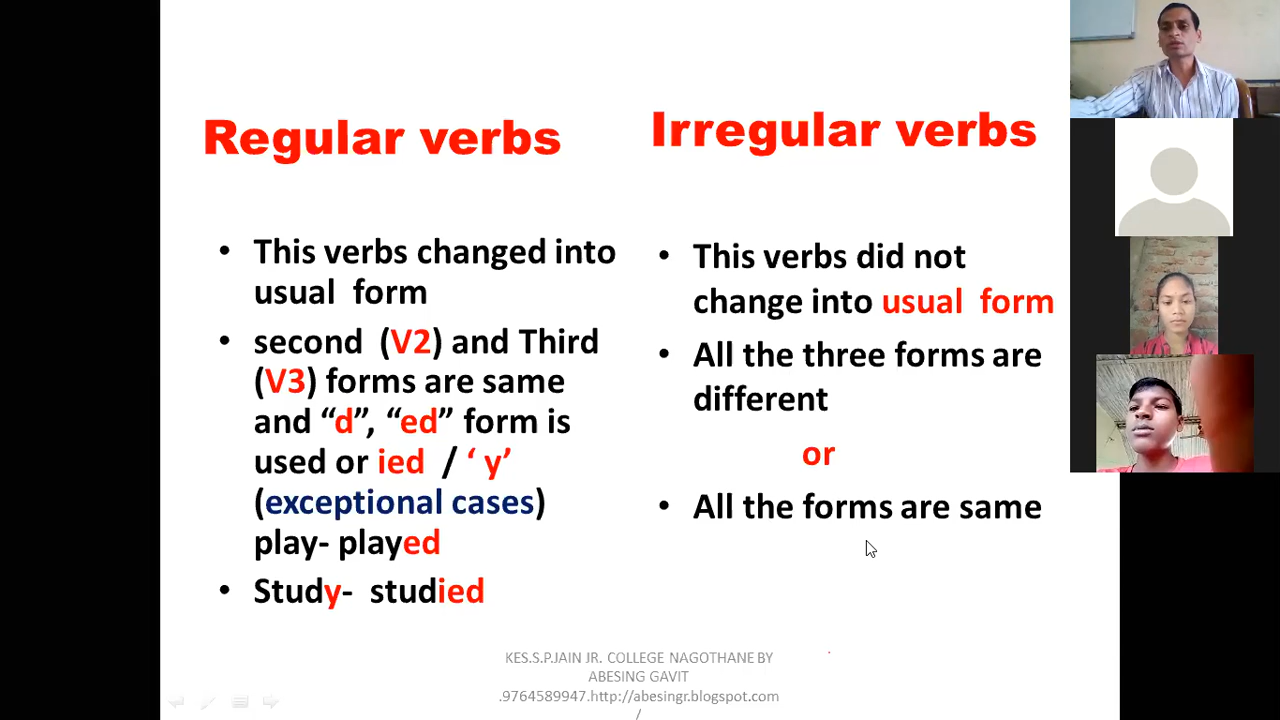 Regular verbs
• This verbs changed into
usual form
• second (V2) and Third
(V3) forms are same
and “d”, “ed” form is
used or ied / ‘ y’
(exceptional cases)
play- played
• Study- studied
Irregular verbs
• This verbs did not
change into usual form
• All the three forms are
different
or
• All the forms are same
KES.S.P.JAIN JR. COLLEGE NAGOTHANE BY
ABESING GAVIT
.9764589947.http://abesingr.blogspot.com
/